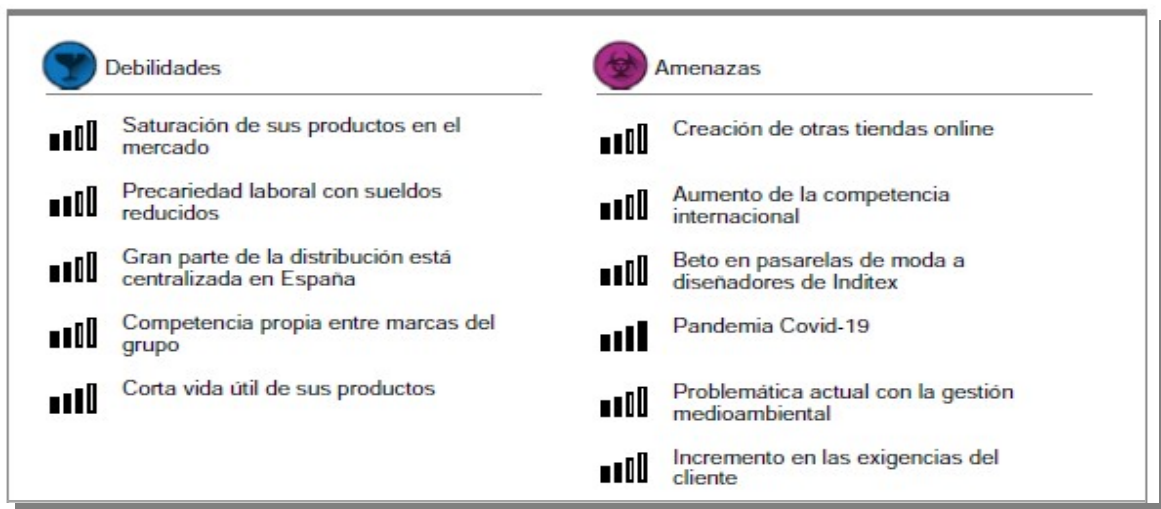 Debilidades
Saturación de sus productos en el
mercado
Precariedad laboral con sueldos
reducidos
Gran parte de la distribución está
centralizada en España
Competencia propia entre marcas del
grupo
Corta vida útil de sus productos
Amenazas
Creación de otras tiendas online
Aumento de la competencia
internacional
Beto en pasarelas de moda a
diseñadores de Inditex
Pandemia Covid-19
Problemática actual con la gestión
medioambiental
Incremento en las exigencias del
cliente